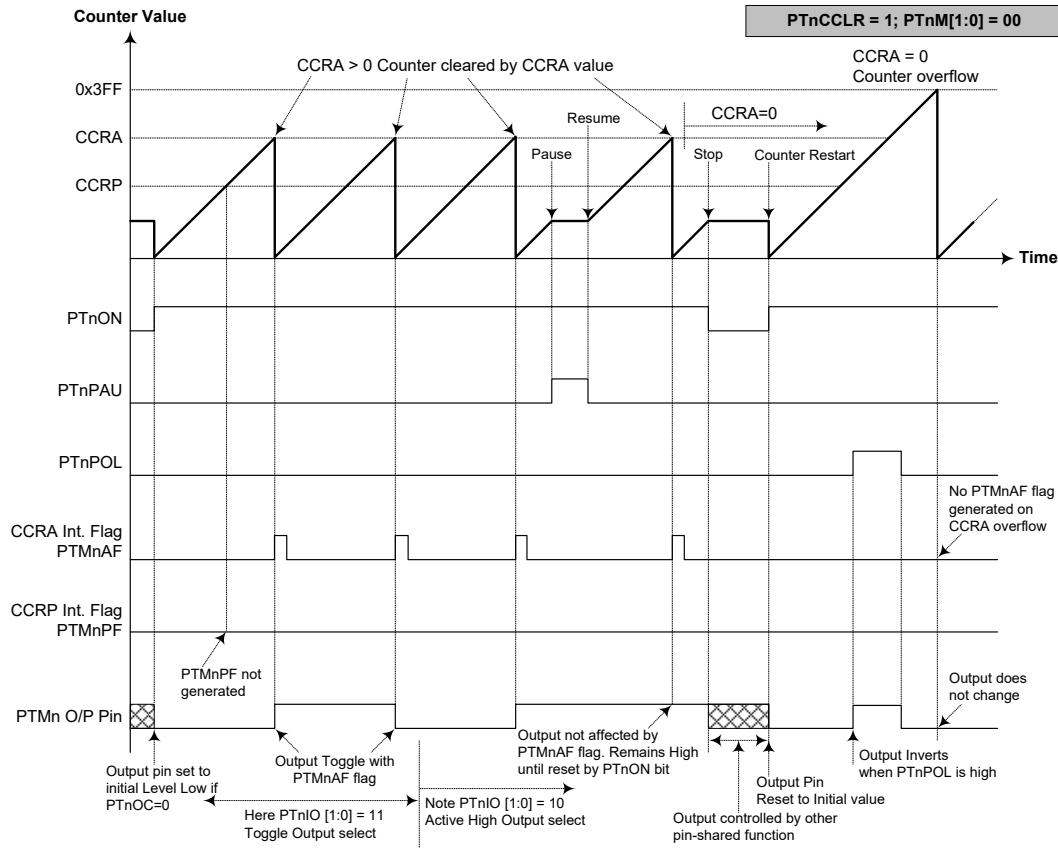 Counter Value
PTnCCLR = 1; PTnM[1:0] = 00
CCRA > 0 Counter cleared by CCRA value
CCRA = 0
Counter overflow
0x3FF
CCRA=0
Resume
CCRA
Pause
Stop
Counter Restart
CCRP
Time
PTnON
PTnPAU
PTnPOL
No PTMnAF flag
generated on
CCRA overflow
CCRA Int. Flag
PTMnAF
CCRP Int. Flag
PTMnPF
PTMnPF not
generated
Output does
not change
PTMn O/P Pin
Output not affected by
PTMnAF flag. Remains High
until reset by PTnON bit
Output Toggle with
PTMnAF flag
Output Inverts
when PTnPOL is high
Output pin set to
initial Level Low if
PTnOC=0
Output Pin
Reset to Initial value
Here PTnIO [1:0] = 11
Toggle Output select
Note PTnIO [1:0] = 10
Active High Output select
Output controlled by other
pin-shared function